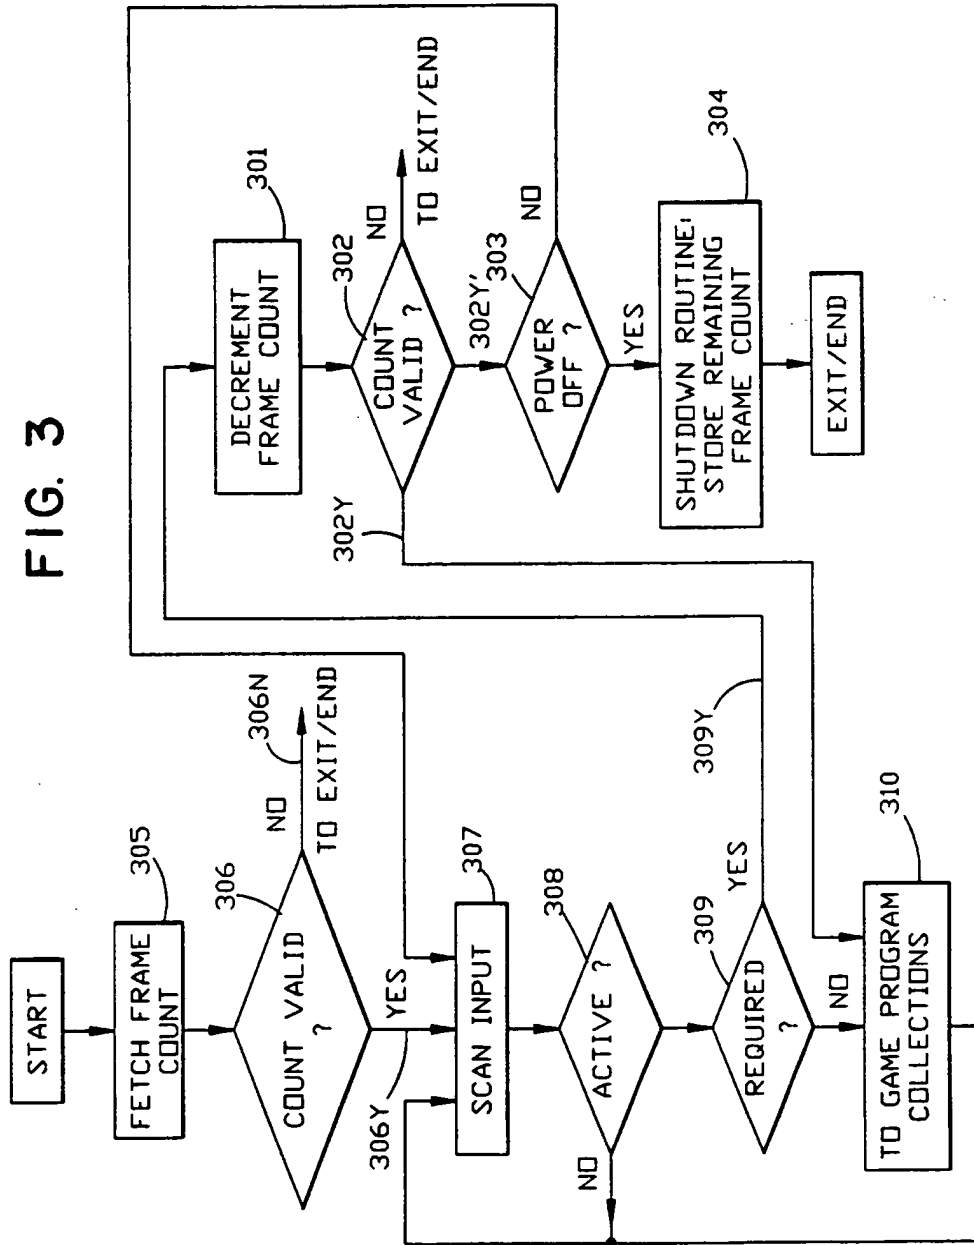 FIG. 3
START
FETCH FRAME
COUNT
305
COUNT VALID
?
306
NO
306N
TO EXIT/END
YES
306Y
SCAN INPUT
307
ACTIVE ?
308
NO
REQUIRED
?
309
YES
309Y
NO
TO GAME PROGRAM
COLLECTIONS
310
DECREMENT
FRAME COUNT
301
COUNT
VALID ?
302
NO
TO EXIT/END
302Y
302Y'
POWER
OFF ?
303
NO
YES
SHUTDOWN ROUTINE:
STORE REMAINING
FRAME COUNT
304
EXIT/END